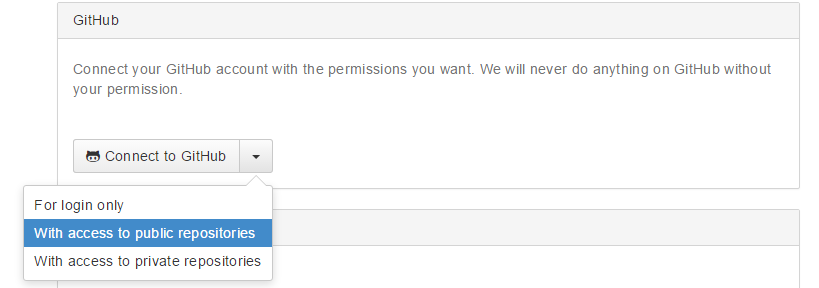 GitHub
Connect your GitHub account with the permissions you want. We will never do anything on GitHub without
your permission.
Connect to GitHub
For login only
With access to public repositories
With access to private repositories